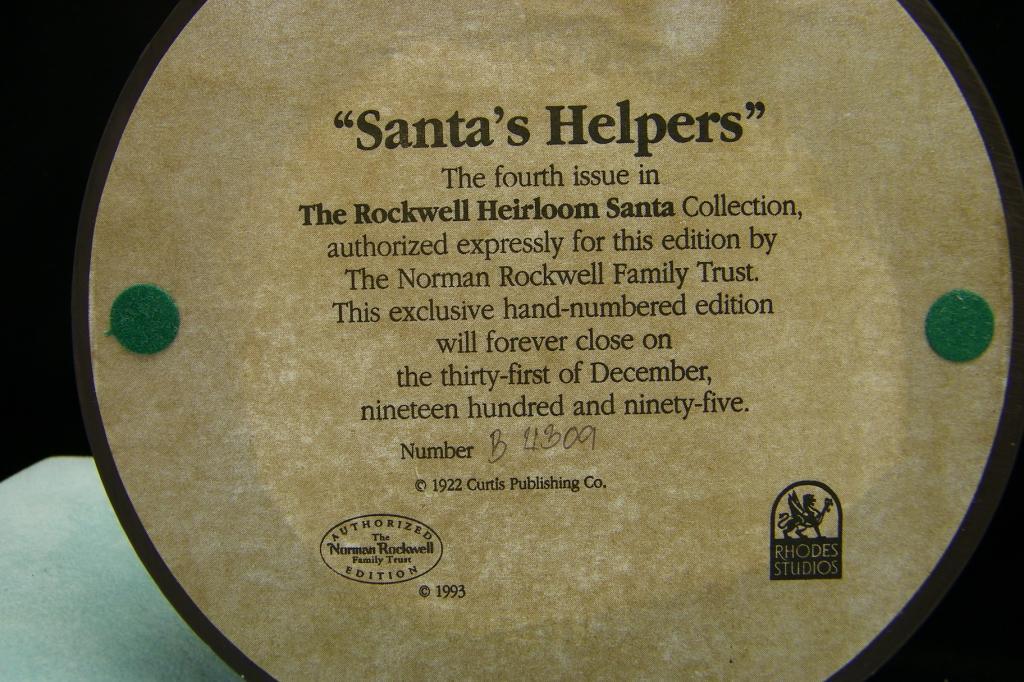 “Santa’s Helpers”
The fourth issue in
The Rockwell Heirloom Santa Collection,
authorized expressly for this edition by
The Norman Rockwell Family Trust.
This exclusive hand-numbered edition
will forever close on
the thirty-first of December,
nineteen hundred and ninety-five.
Number B 4309
© 1922 Curtis Publishing Co.
AUTHORIZED
The
Norman Rockwell
Family Trust
EDITION
© 1993
RHODES
STUDIOS